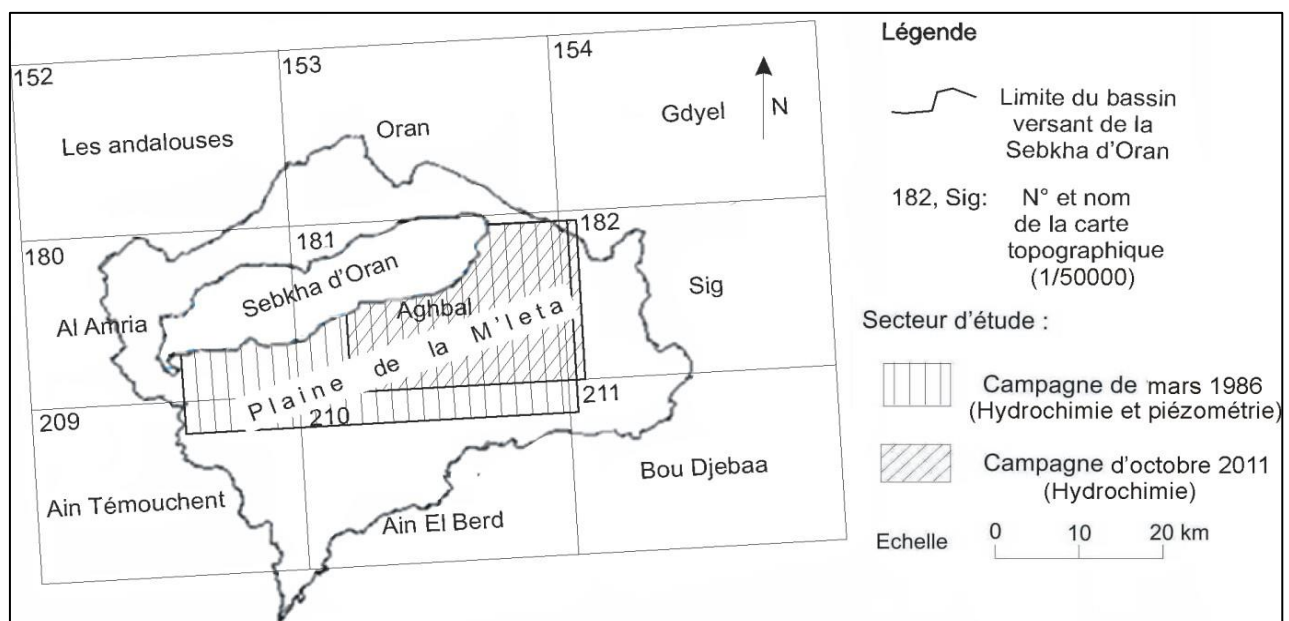 152
153
154
Les andalouses
Oran
Gdyel
N
180
181
182
Al Amria
Sebkha d'Oran
Aghbal
Sig
Plaine de la M'leta
209
210
211
Ain Témouchent
Ain El Berd
Bou Djebaa
Légende
Limite du bassin
versant de la
Sebkha d'Oran
182, Sig: N° et nom
de la carte
topographique
(1/50000)
Secteur d'étude :
Campagne de mars 1986
(Hydrochimie et piézométrie)
Campagne d'octobre 2011
(Hydrochimie)
Echelle 0 10 20 km